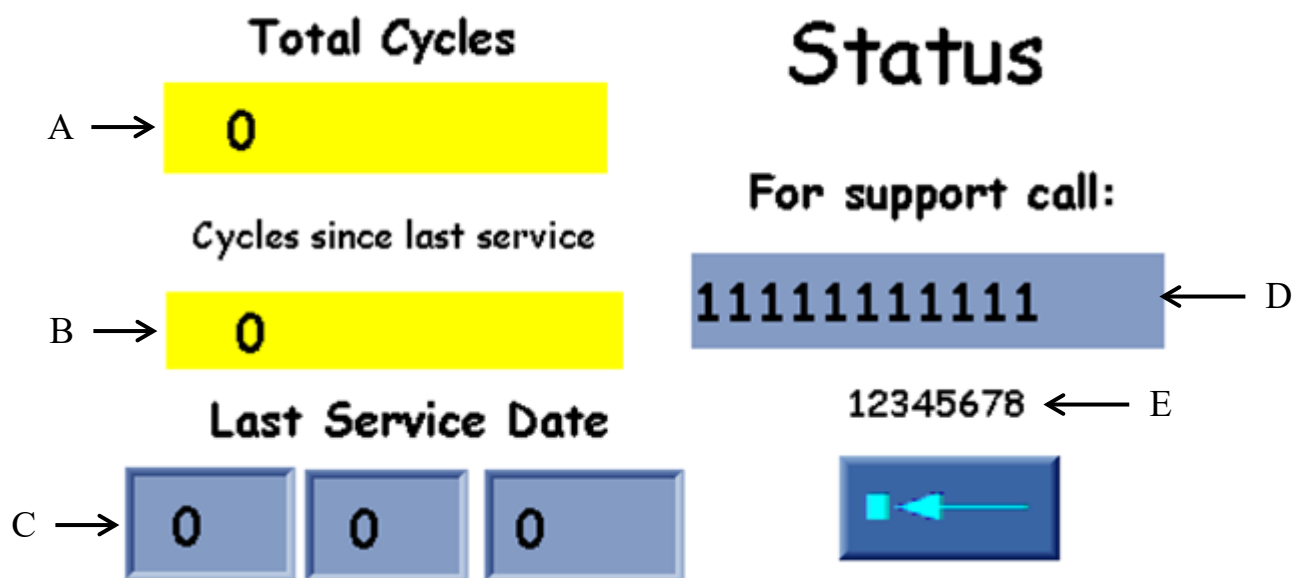 Total Cycles
A
0
Cycles since last service
B
0
Last Service Date
C
0 0 0
Status
For support call:
11111111111
D
12345678
E